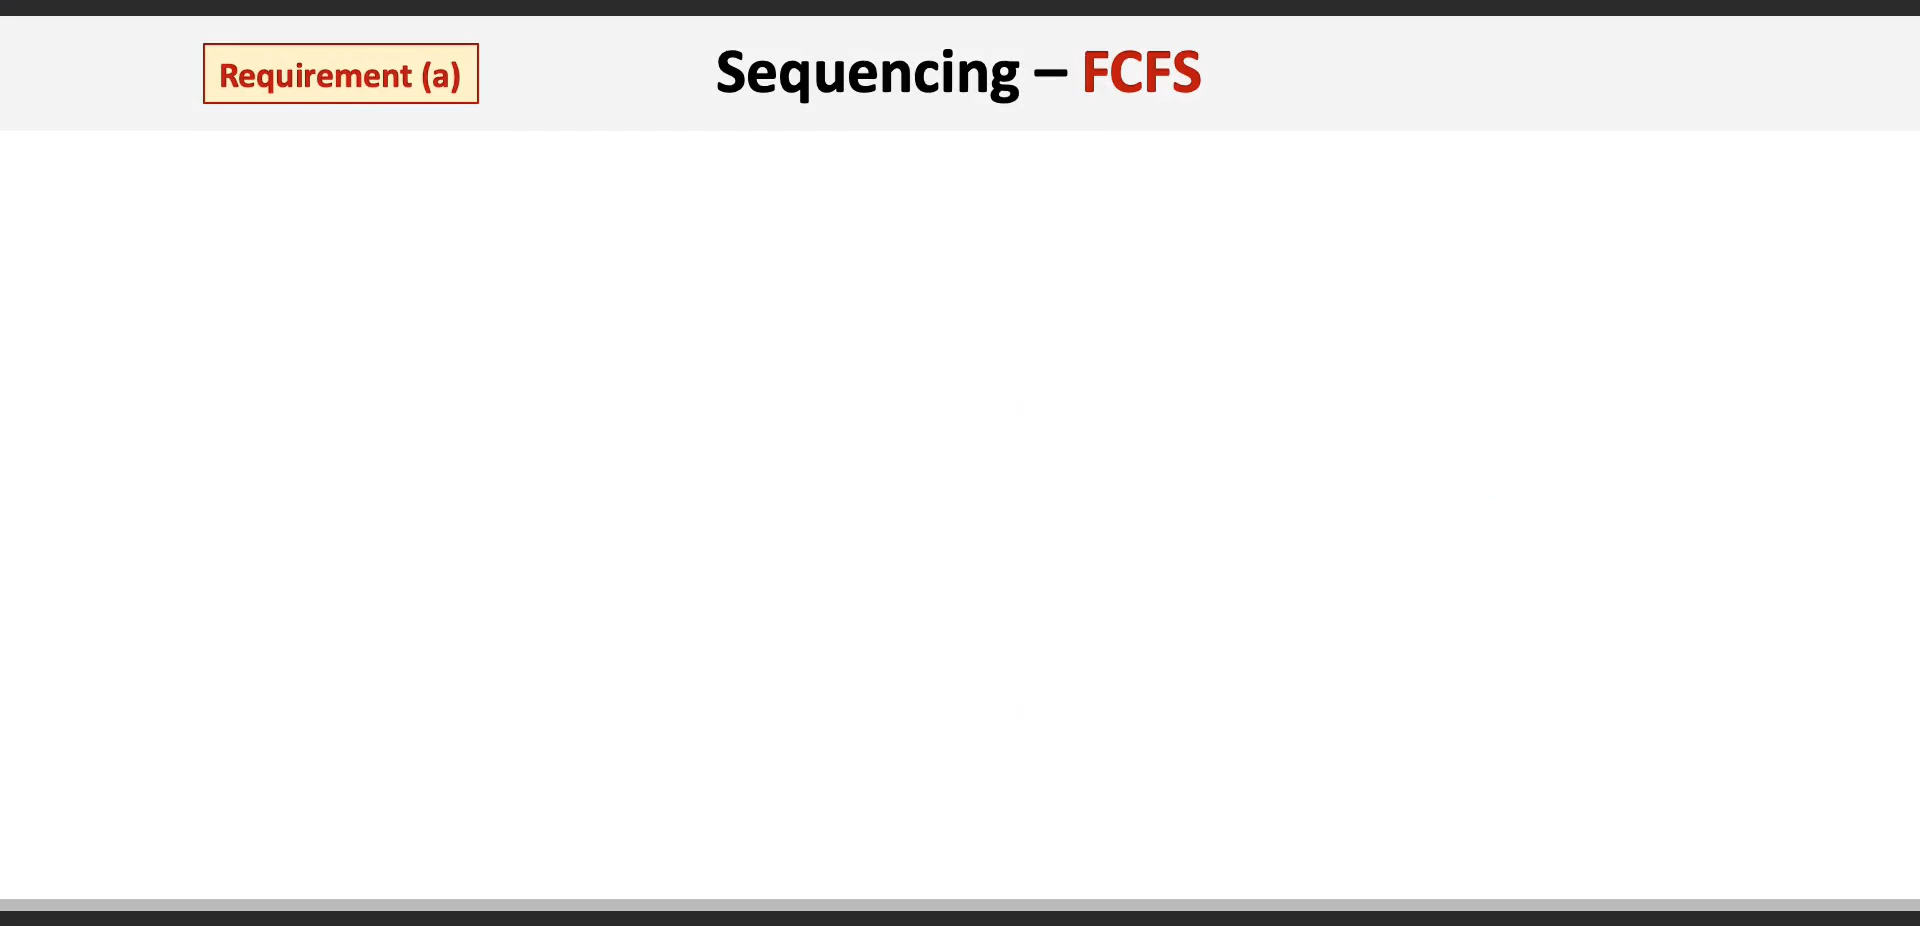 Requirement (a)
Sequencing – FCFS